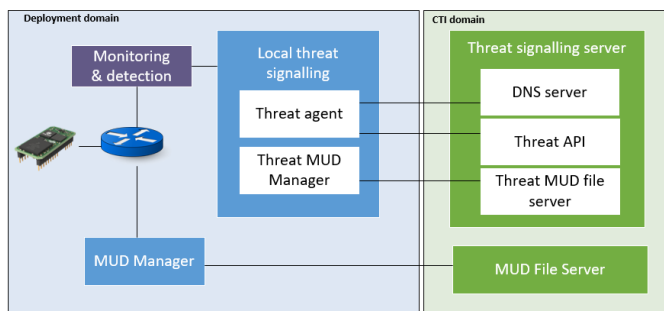 Deployment domain
CTI domain
Monitoring
& detection
Local threat
signalling
Threat agent
Threat MUD
Manager
Threat signalling server
DNS server
Threat API
Threat MUD file
server
MUD Manager
MUD File Server